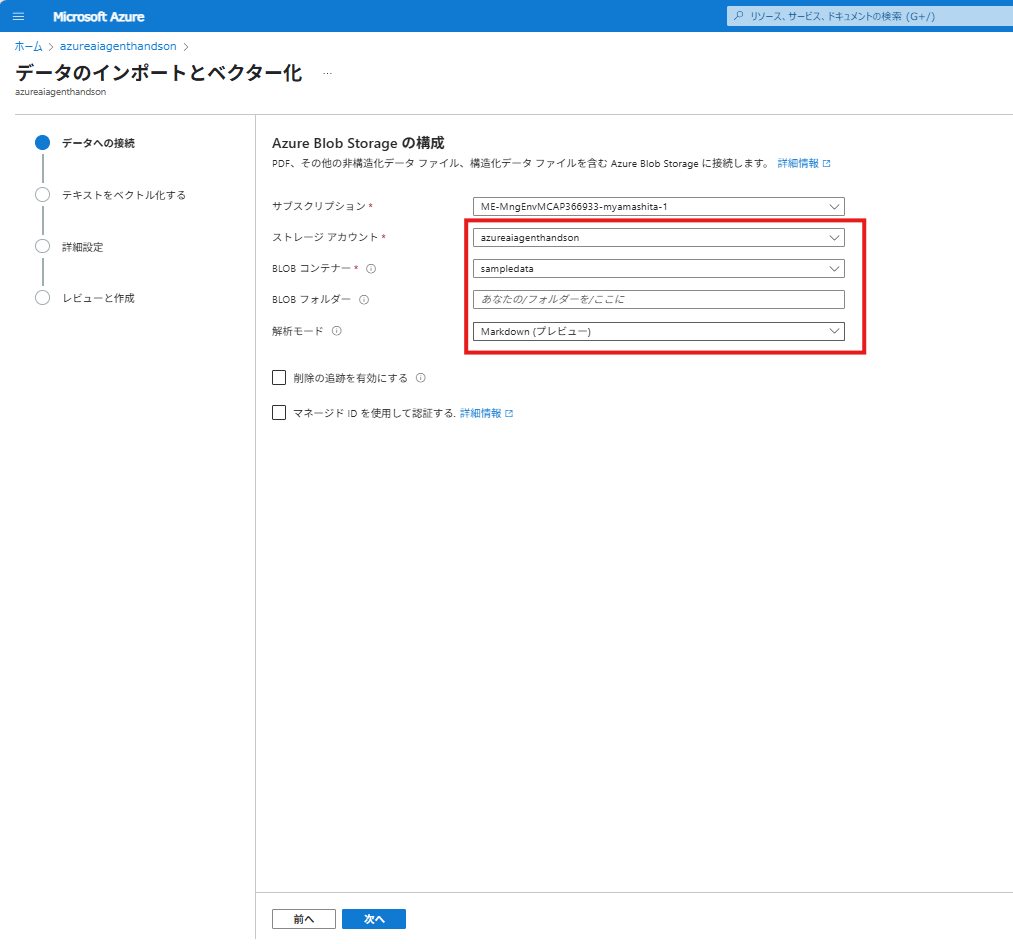 Microsoft Azure
リソース、サービス、ドキュメントの検索 (G+/)
ホーム > azureaiagenthandson >
データのインポートとベクター化 ...
azureaiagenthandson
データへの接続
テキストをベクトル化する
詳細設定
レビューと作成
Azure Blob Storage の構成
PDF、その他の非構造化データ ファイル、構造化データ ファイルを含む Azure Blob Storage に接続します。 詳細情報
サブスクリプション * ME-MngEnvMCAP366933-myamashita-1
ストレージ アカウント * azureaiagenthandson
BLOB コンテナー * sampledata
BLOB フォルダー あなたの/フォルダーを/ここに
解析モード Markdown (プレビュー)
削除の追跡を有効にする
マネージド ID を使用して認証する. 詳細情報
前へ 次へ